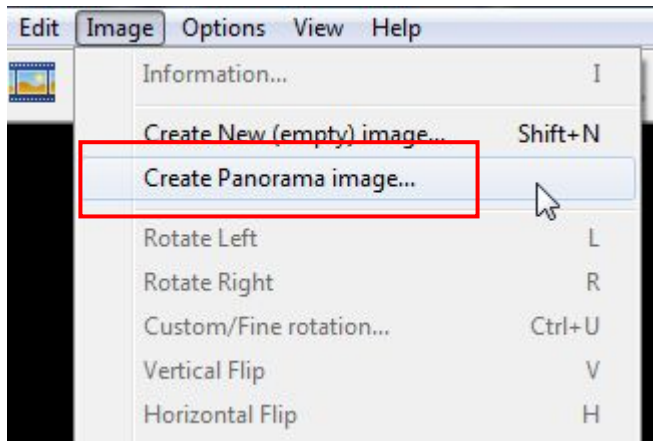 Edit Image Options View Help
Information... I
Create New (empty) image... Shift+N
Create Panorama image...
Rotate Left L
Rotate Right R
Custom/Fine rotation... Ctrl+U
Vertical Flip V
Horizontal Flip H